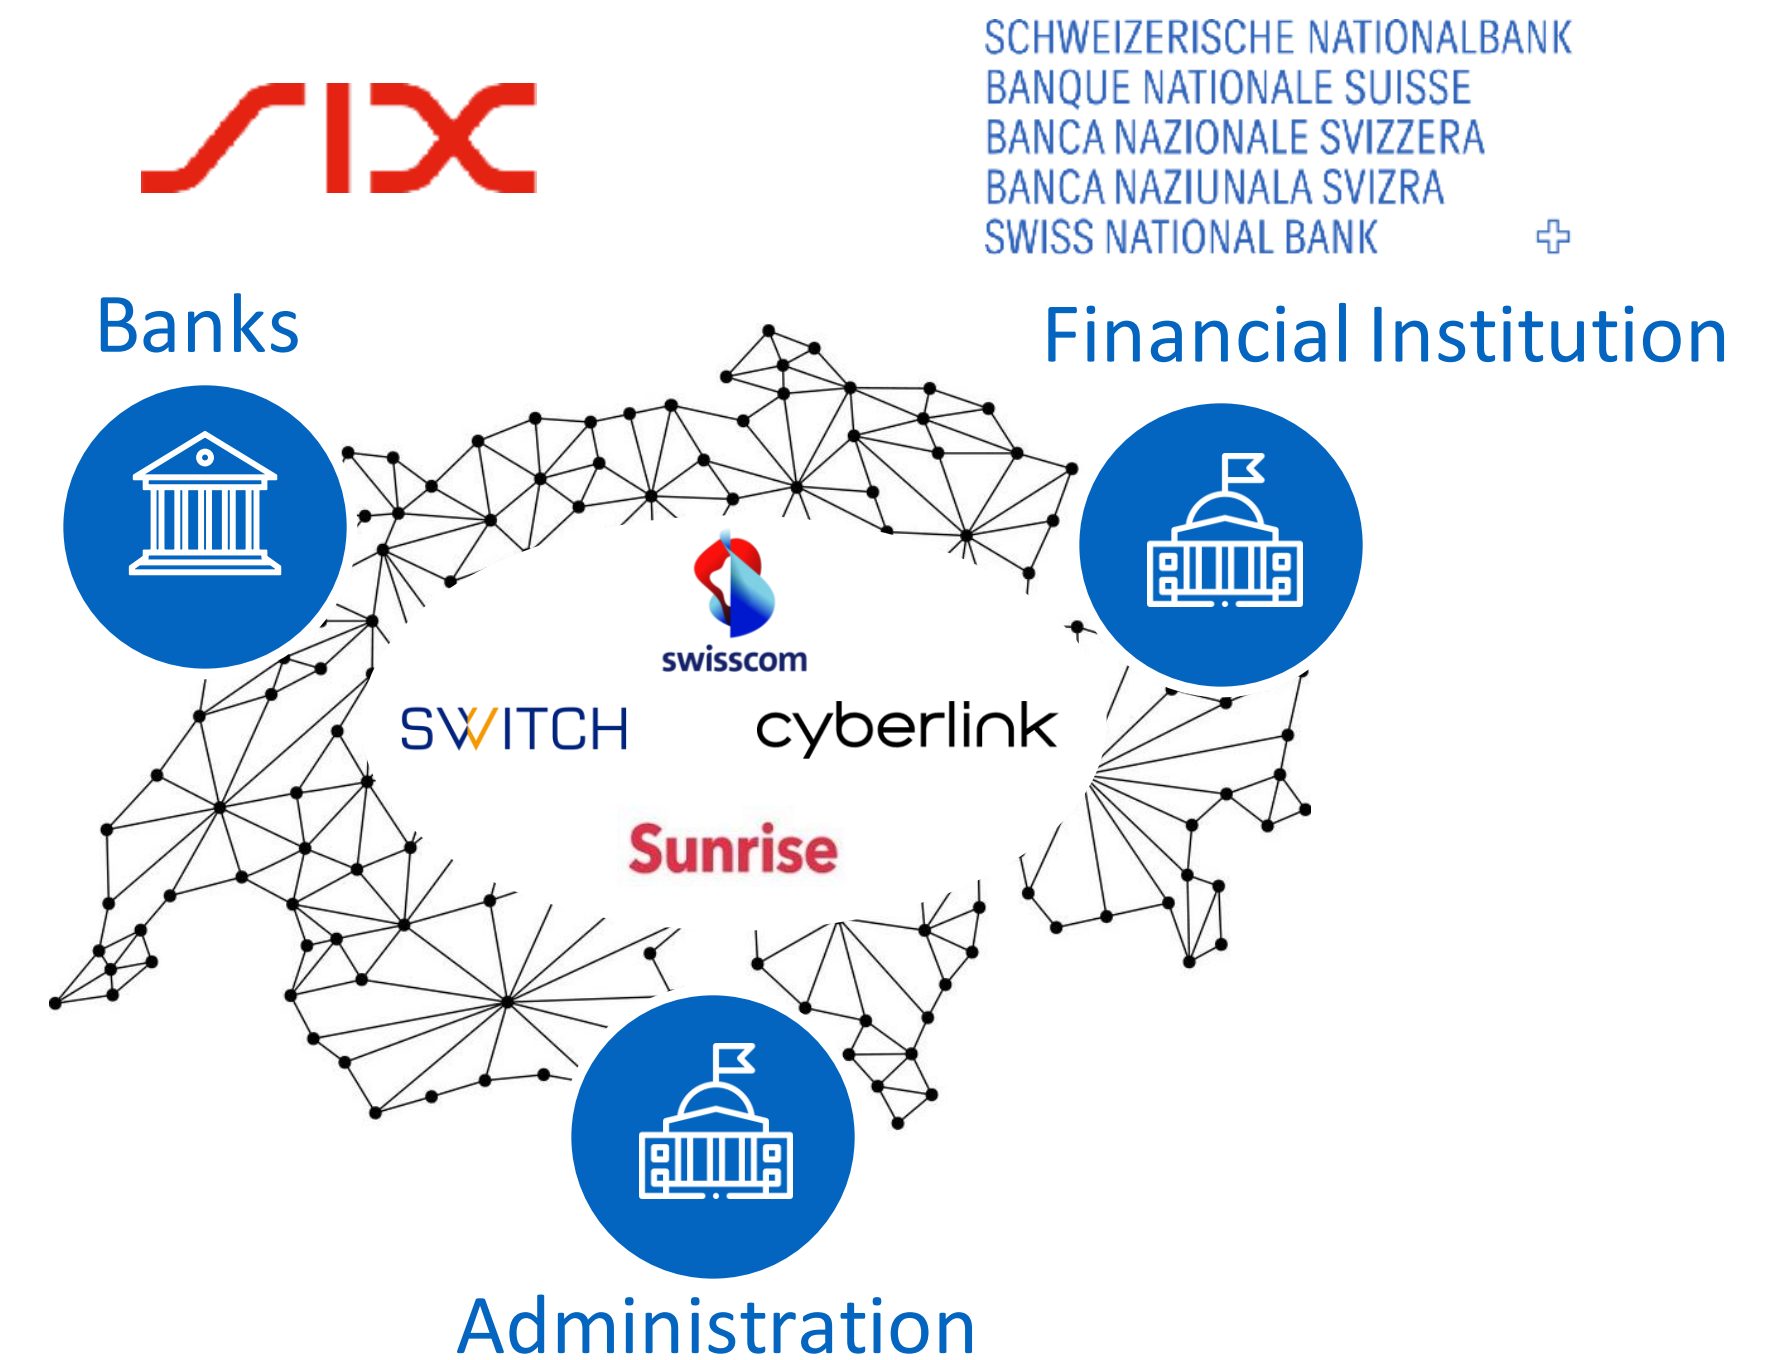 SIX
SCHWEIZERISCHE NATIONALBANK
BANQUE NATIONALE SUISSE
BANCA NAZIONALE SVIZZERA
BANCA NAZIUNALA SVIZRA
SWISS NATIONAL BANK
Banks
Financial Institution
swisscom
SWITCH
cyberlink
Sunrise
Administration